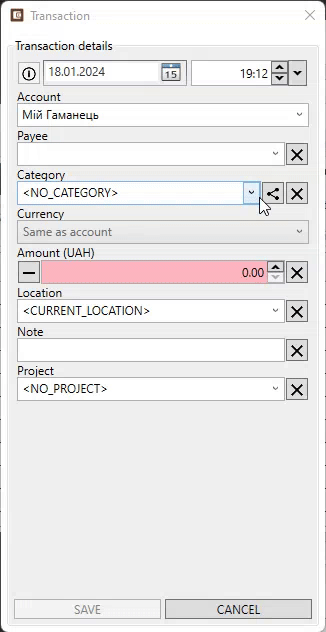 Transaction
Transaction details
18.01.2024
15
19:12
Account
Мій Гаманець
Payee
Category
<NO_CATEGORY>
Currency
Same as account
Amount (UAH)
0.00
Location
<CURRENT_LOCATION>
Note
Project
<NO_PROJECT>
SAVE
CANCEL